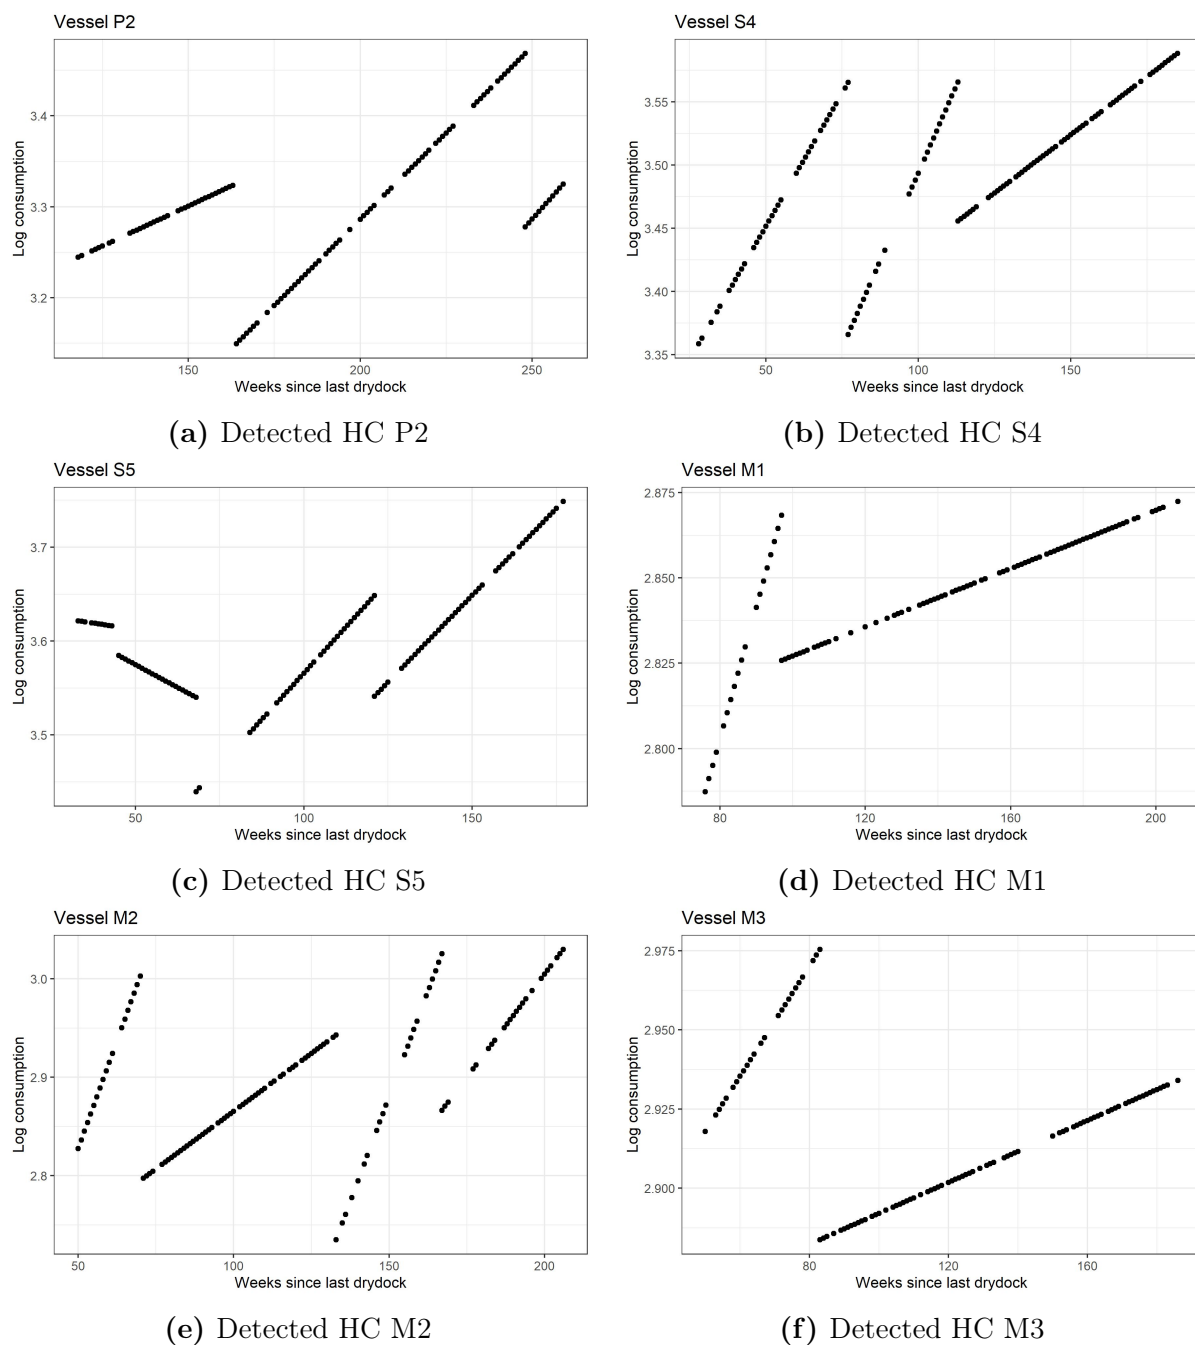 Vessel P2
Log consumption
3.4
3.3
3.2
150
200
250
Weeks since last drydock
(a) Detected HC P2
Vessel S4
Log consumption
3.55
3.50
3.45
3.40
3.35
50
100
150
Weeks since last drydock
(b) Detected HC S4
Vessel S5
Log consumption
3.7
3.6
3.5
50
100
150
Weeks since last drydock
(c) Detected HC S5
Vessel M1
Log consumption
2.875
2.850
2.825
2.800
80
120
160
200
Weeks since last drydock
(d) Detected HC M1
Vessel M2
Log consumption
3.0
2.9
2.8
50
100
150
200
Weeks since last drydock
(e) Detected HC M2
Vessel M3
Log consumption
2.975
2.950
2.925
2.900
80
120
160
Weeks since last drydock
(f) Detected HC M3